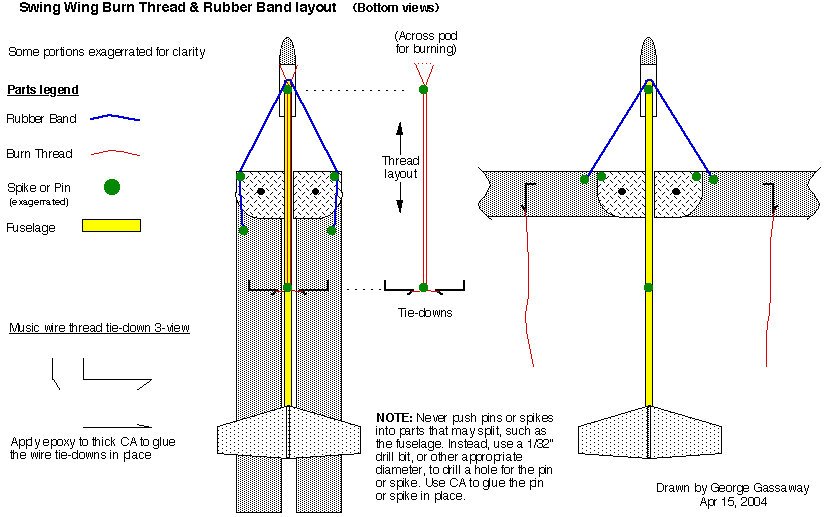 Swing Wing Burn Thread & Rubber Band layout (Bottom views)
Some portions exagerrated for clarity
(Across pod
for burning)
Parts legend
Rubber Band
Burn Thread
Spike or Pin
(exagerrated)
Fuselage
Thread
layout
Tie-downs
Music wire thread tie-down 3-view
Apply epoxy to thick CA to glue
the wire tie-downs in place
NOTE: Never push pins or spikes
into parts that may split, such as
the fuselage. Instead, use a 1/32"
drill bit, or other appropriate
diameter, to drill a hole for the pin
or spike. Use CA to glue the pin
or spike in place.
Drawn by George Gassaway
Apr 15, 2004